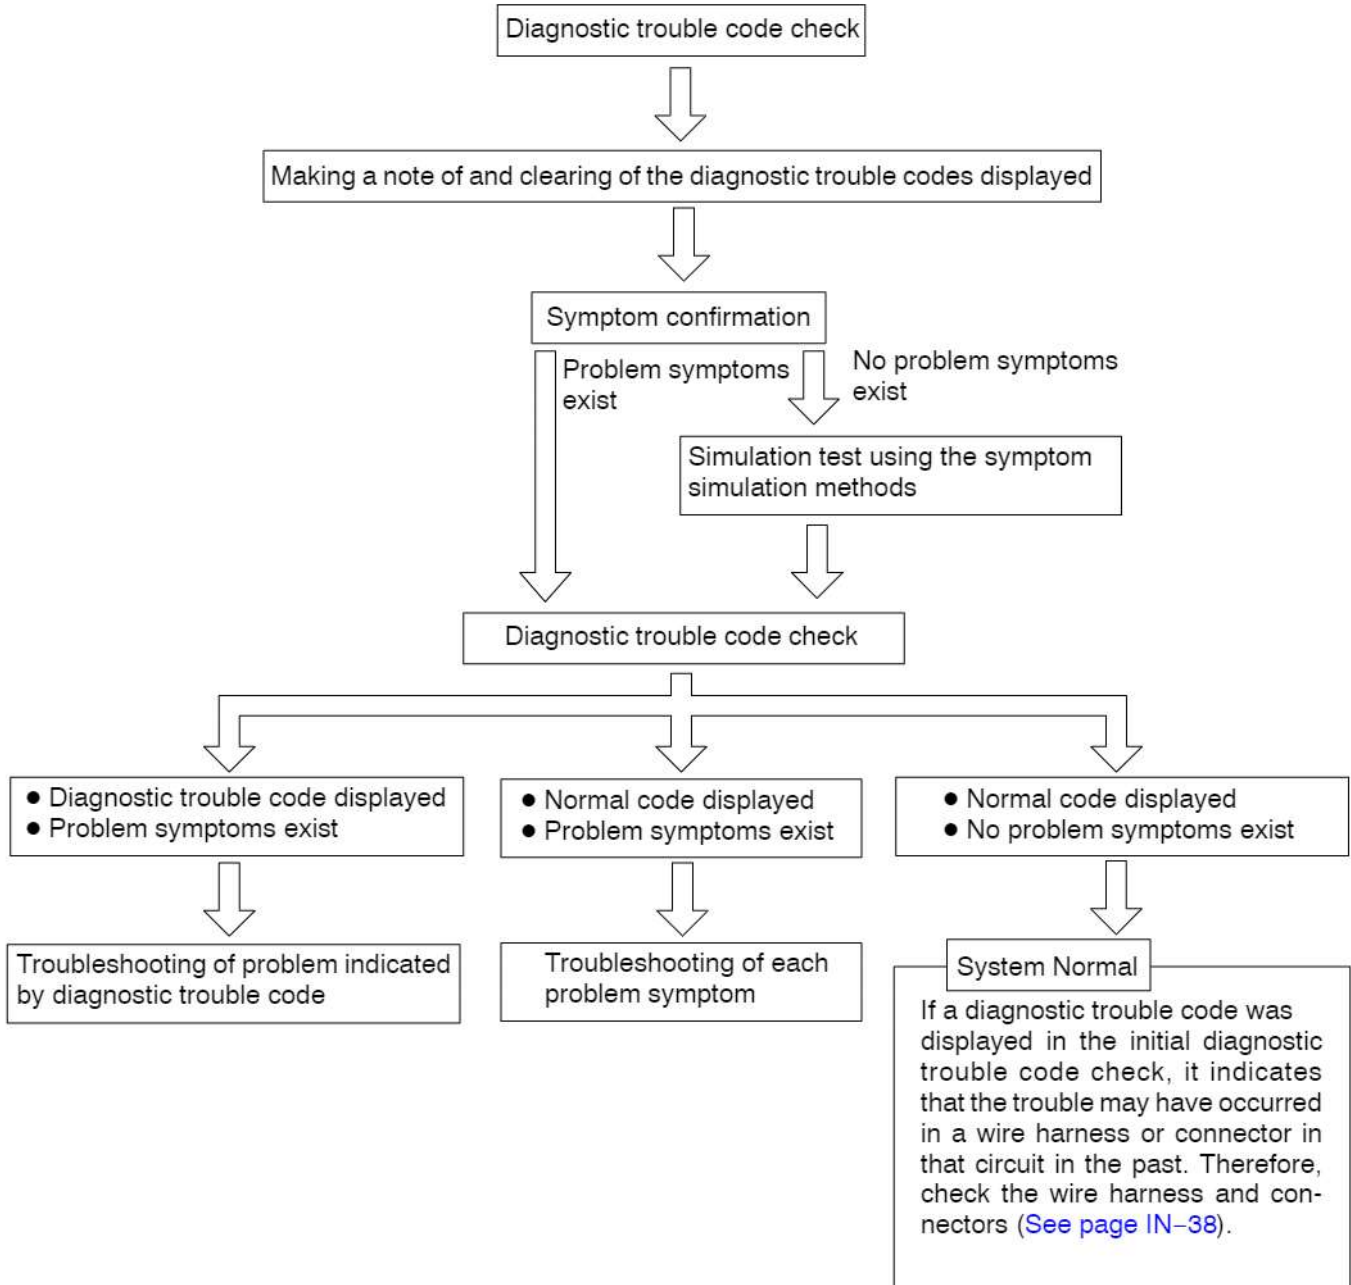 Diagnostic trouble code check
Making a note of and clearing of the diagnostic trouble codes displayed
Symptom confirmation
Problem symptoms
exist
No problem symptoms
exist
Simulation test using the symptom
simulation methods
Diagnostic trouble code check
● Diagnostic trouble code displayed
● Problem symptoms exist
● Normal code displayed
● Problem symptoms exist
● Normal code displayed
● No problem symptoms exist
Troubleshooting of problem indicated
by diagnostic trouble code
Troubleshooting of each
problem symptom
System Normal
If a diagnostic trouble code was
displayed in the initial diagnostic
trouble code check, it indicates
that the trouble may have occurred
in a wire harness or connector in
that circuit in the past. Therefore,
check the wire harness and con-
nectors (See page IN–38).